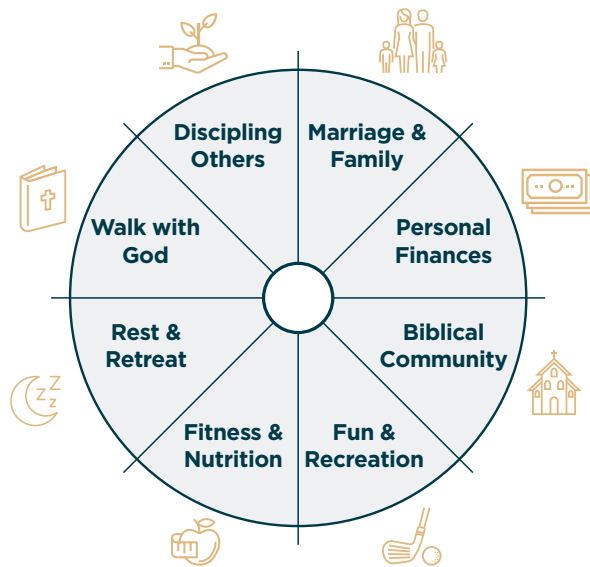 Discipling
Others
Marriage &
Family
Personal
Finances
Biblical
Community
Fun &
Recreation
Fitness &
Nutrition
Rest &
Retreat
Walk with
God
Z
Z
Z